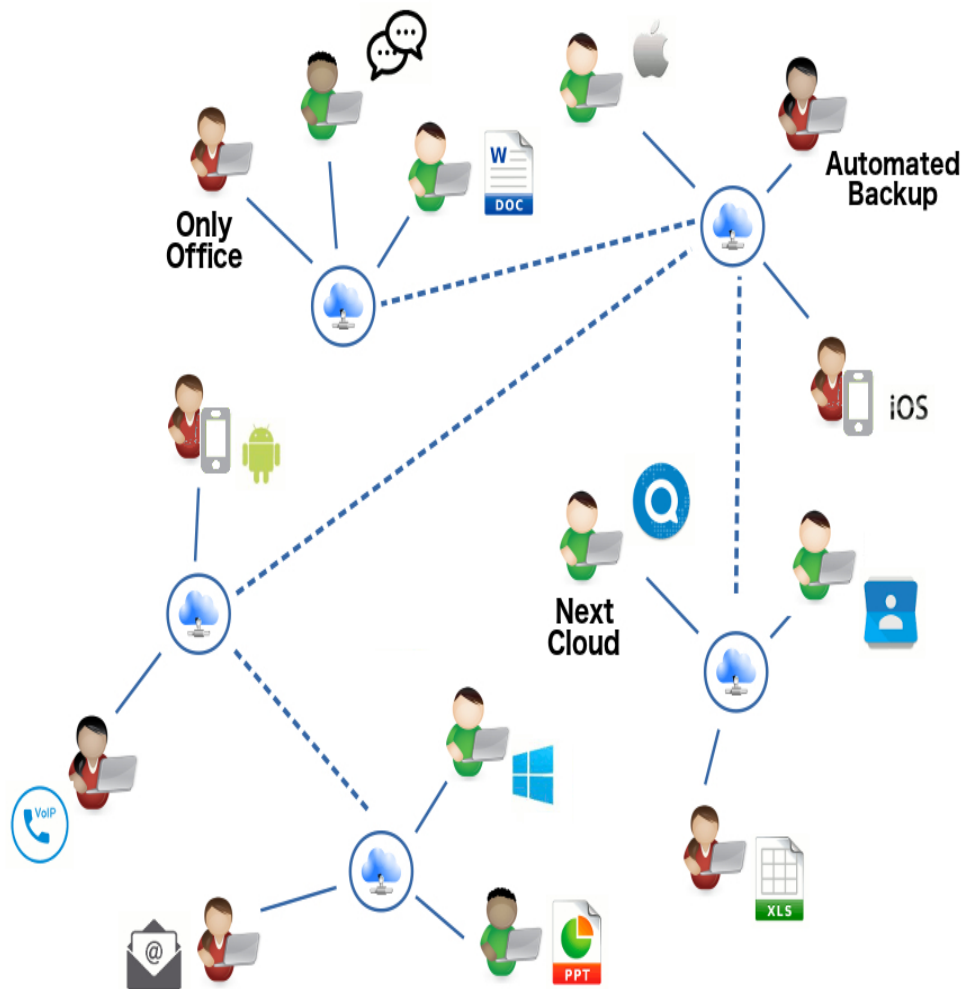 W
DOC
Only
Office
Automated
Backup
iOS
Next
Cloud
VoIP
@
XLS
PPT